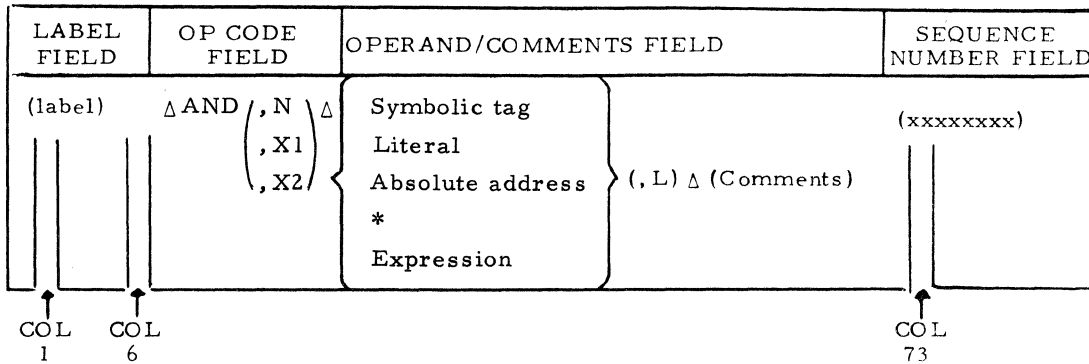 LABEL FIELD OP CODE FIELD OPERAND/COMMENTS FIELD SEQUENCE NUMBER FIELD
(label) Δ AND (, N Δ Symbolic tag (xxxxxxxx)
, X1 Literal
, X2) Absolute address (, L) Δ (Comments)
*
Expression
COL 1 COL 6 COL 73